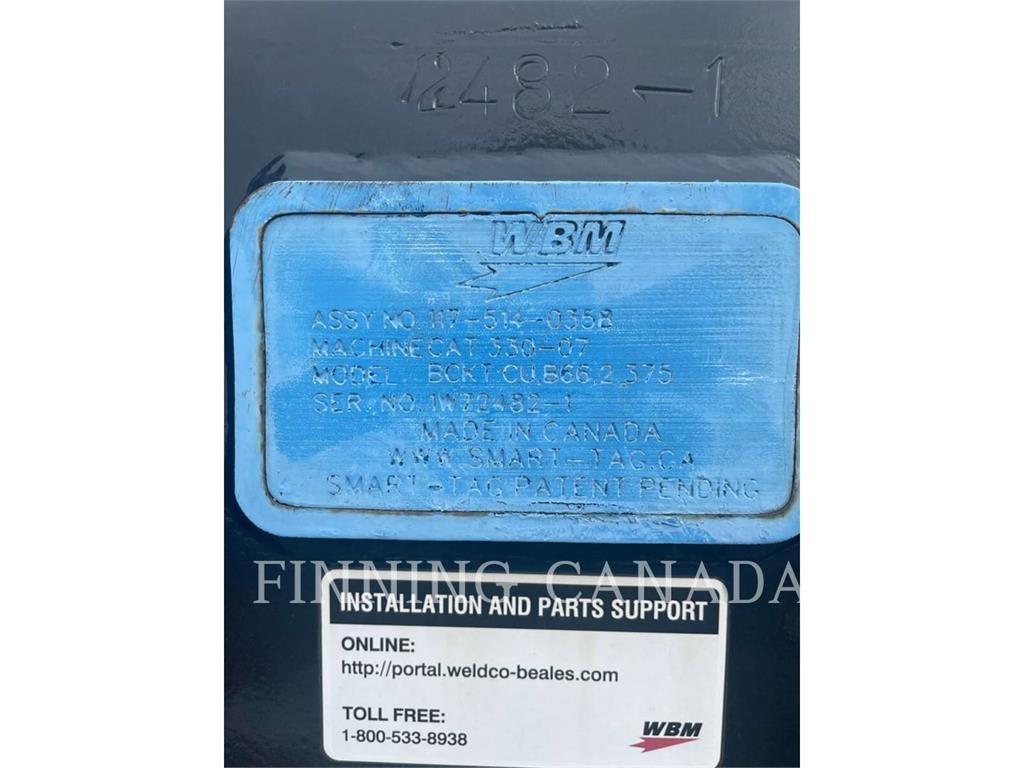 2482-1
WBM
ASSY NO. 117-514-0358
MACHINE CAT 330-07
MODEL. BCKT.CU,B66,2,375
SER. NO. 1W72482-1
MADE IN CANADA
WWW.SMART-TAG.CA
SMART-TAG PATENT PENDING
FINNING CANADA
INSTALLATION AND PARTS SUPPORT
ONLINE:
http://portal.weldco-beales.com
TOLL FREE:
1-800-533-8938
WBM